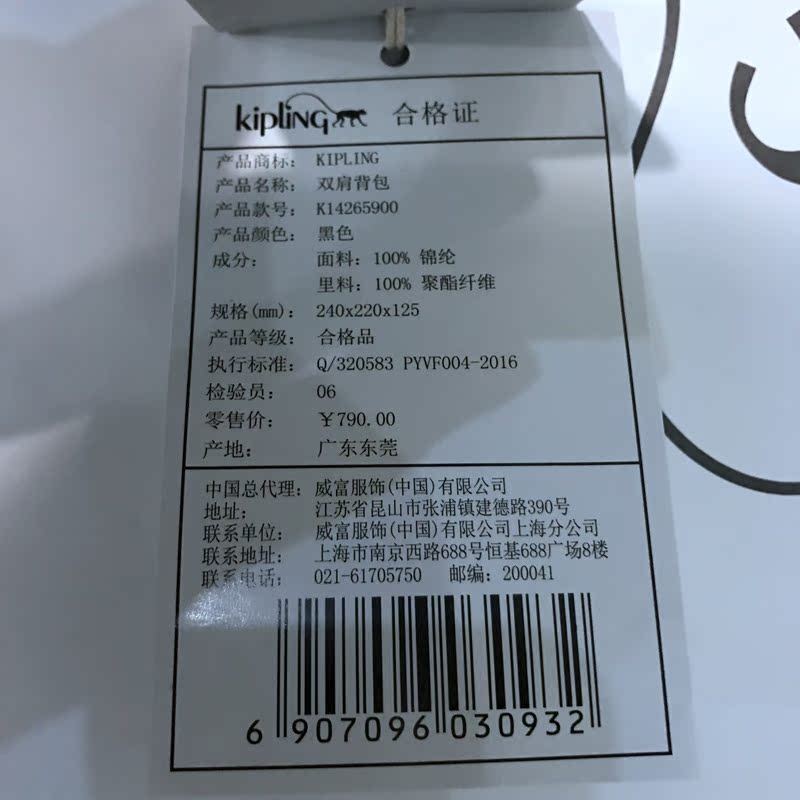 kipling 合格证
产品商标: KIPLING
产品名称: 双肩背包
产品款号: K14265900
产品颜色: 黑色
成分: 面料: 100% 锦纶
里料: 100% 聚酯纤维
规格(mm): 240x220x125
产品等级: 合格品
执行标准: Q/320583 PYVF004-2016
检验员: 06
零售价: ￥790.00
产地: 广东东莞
中国总代理: 威富服饰(中国)有限公司
地址: 江苏省昆山市张浦镇建德路390号
联系单位: 威富服饰(中国)有限公司上海分公司
联系地址: 上海市南京西路688号恒基688广场8楼
联系电话: 021-61705750 邮编: 200041
6 907096 030932